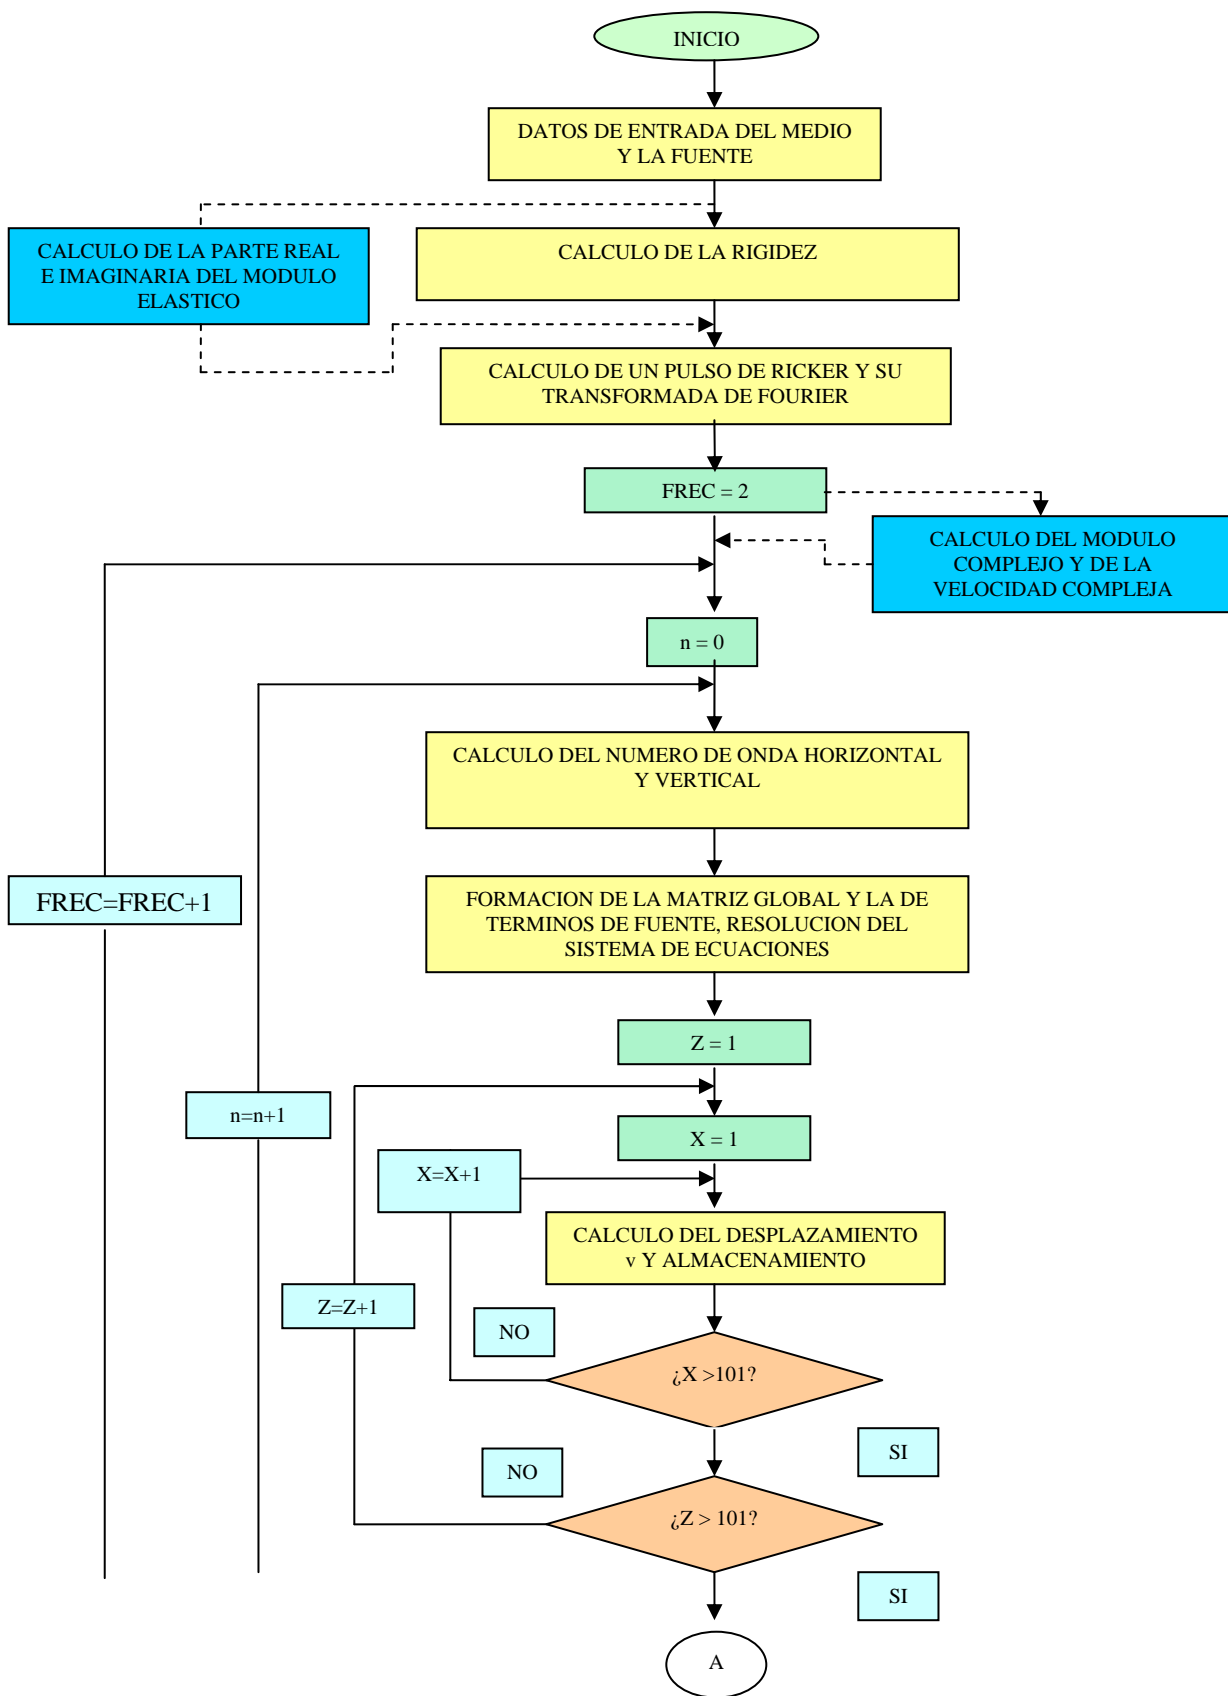 INICIO
DATOS DE ENTRADA DEL MEDIO
Y LA FUENTE
CALCULO DE LA PARTE REAL
E IMAGINARIA DEL MODULO
ELASTICO
CALCULO DE LA RIGIDEZ
CALCULO DE UN PULSO DE RICKER Y SU
TRANSFORMADA DE FOURIER
FREC = 2
CALCULO DEL MODULO
COMPLEJO Y DE LA
VELOCIDAD COMPLEJA
n = 0
CALCULO DEL NUMERO DE ONDA HORIZONTAL
Y VERTICAL
FREC=FREC+1
FORMACION DE LA MATRIZ GLOBAL Y LA DE
TERMINOS DE FUENTE, RESOLUCION DEL
SISTEMA DE ECUACIONES
Z = 1
n=n+1
X = 1
X=X+1
CALCULO DEL DESPLAZAMIENTO
v Y ALMACENAMIENTO
Z=Z+1
NO
¿X >101?
SI
NO
¿Z > 101?
SI
A